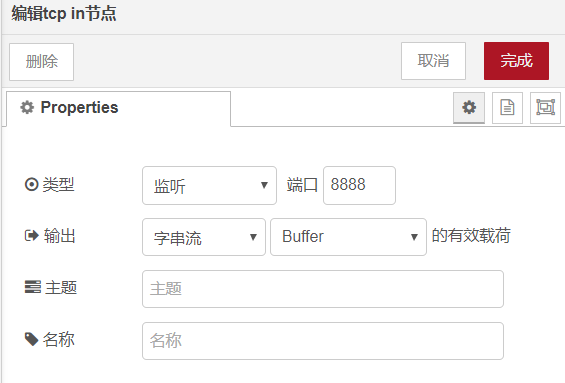 编辑tcp in节点
删除 取消 完成
Properties
类型 监听 端口 8888
输出 字串流 Buffer 的有效载荷
主题 主题
名称 名称